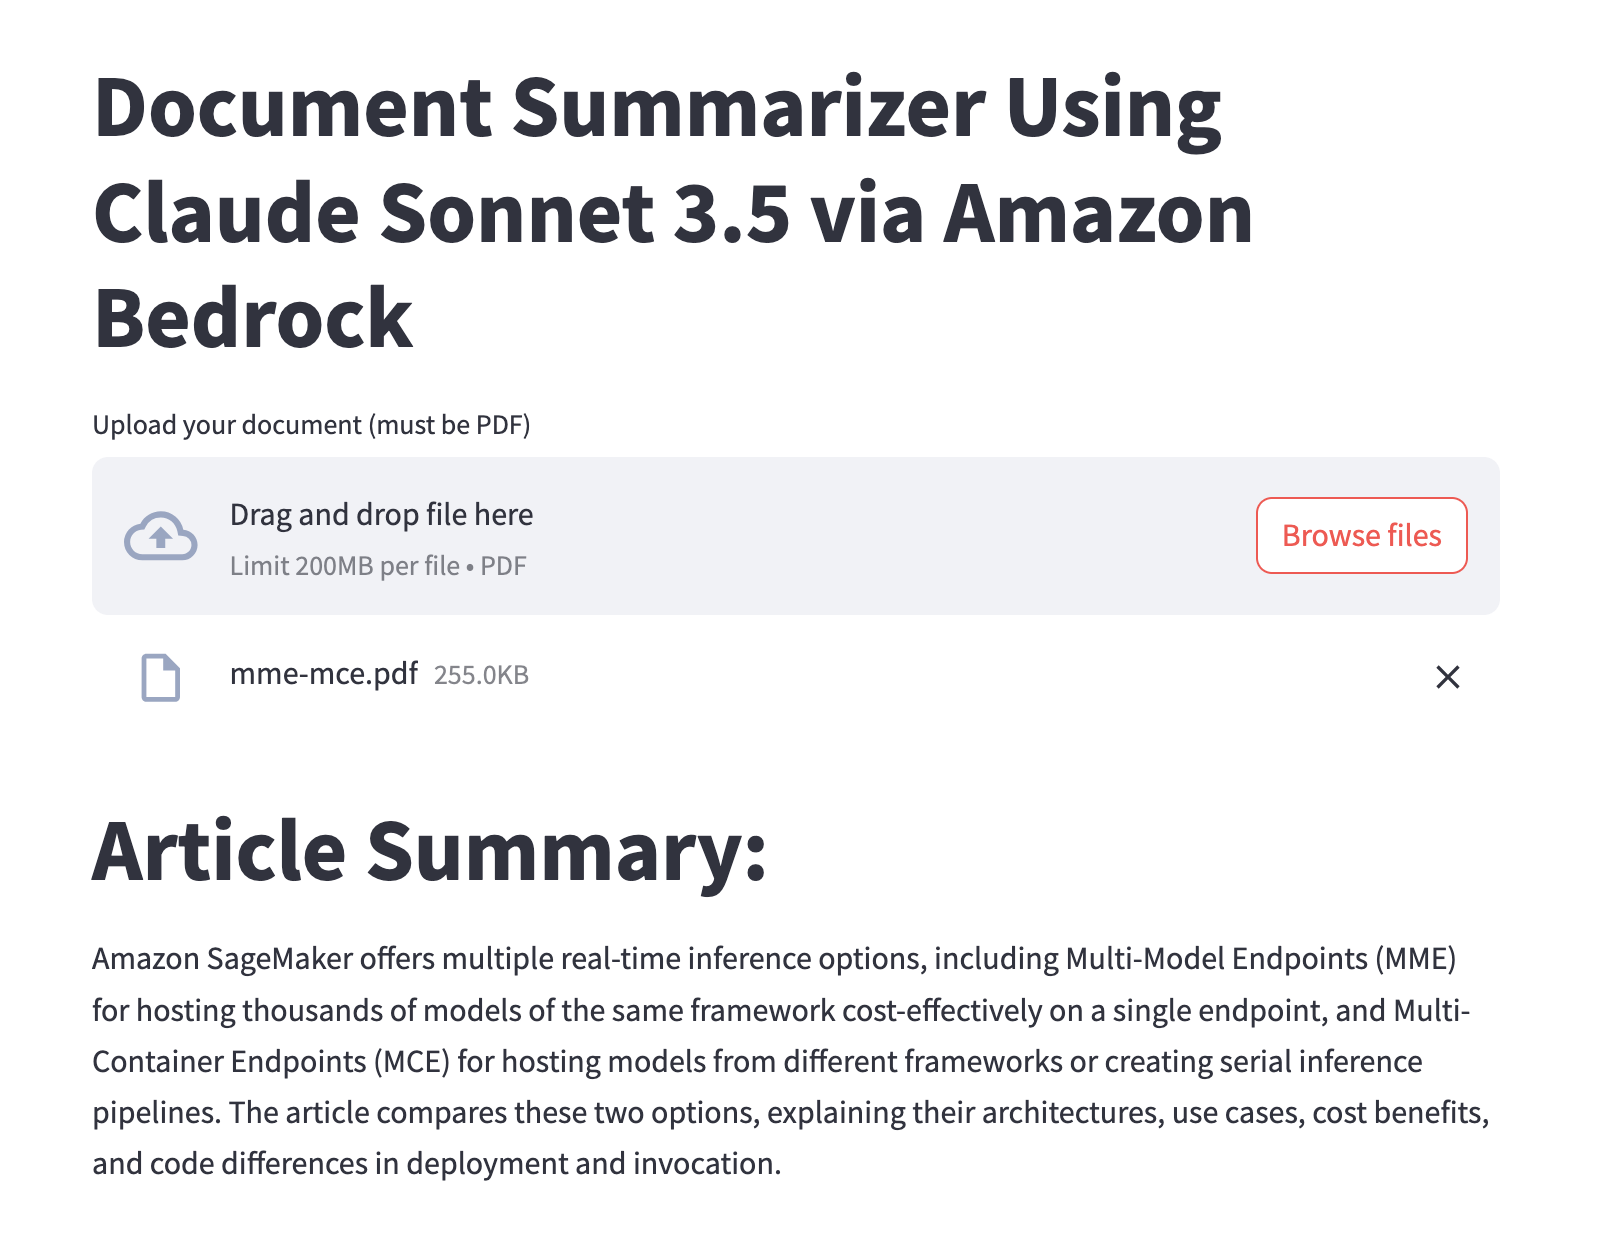 Document Summarizer Using
Claude Sonnet 3.5 via Amazon
Bedrock
Upload your document (must be PDF)
Drag and drop file here
Limit 200MB per file • PDF
Browse files
mme-mce.pdf 255.0KB
Article Summary:
Amazon SageMaker offers multiple real-time inference options, including Multi-Model Endpoints (MME)
for hosting thousands of models of the same framework cost-effectively on a single endpoint, and Multi-
Container Endpoints (MCE) for hosting models from different frameworks or creating serial inference
pipelines. The article compares these two options, explaining their architectures, use cases, cost benefits,
and code differences in deployment and invocation.